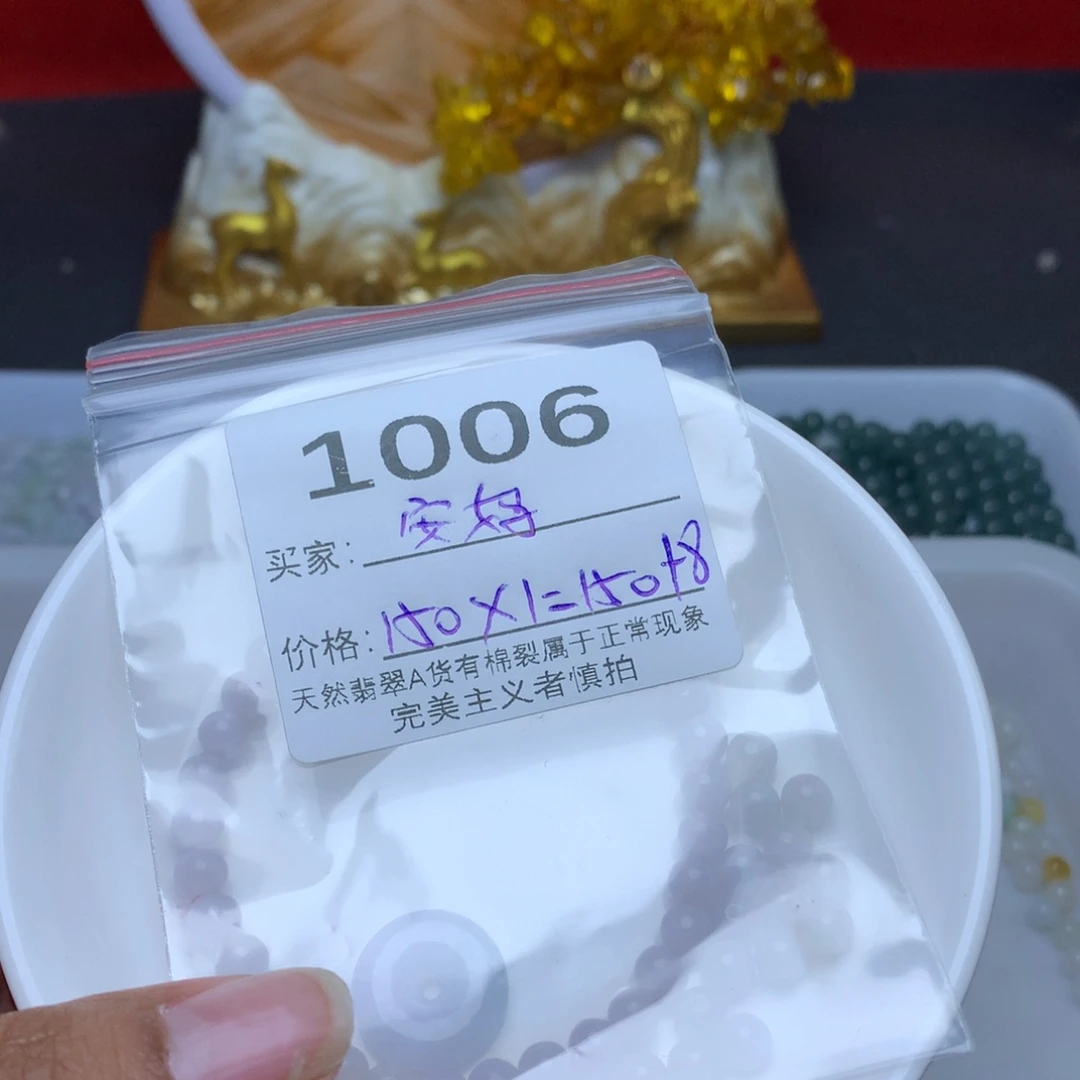 1006
买家: 安好
价格: 150×1=150+8
天然翡翠A货有棉裂属于正常现象
完美主义者慎拍